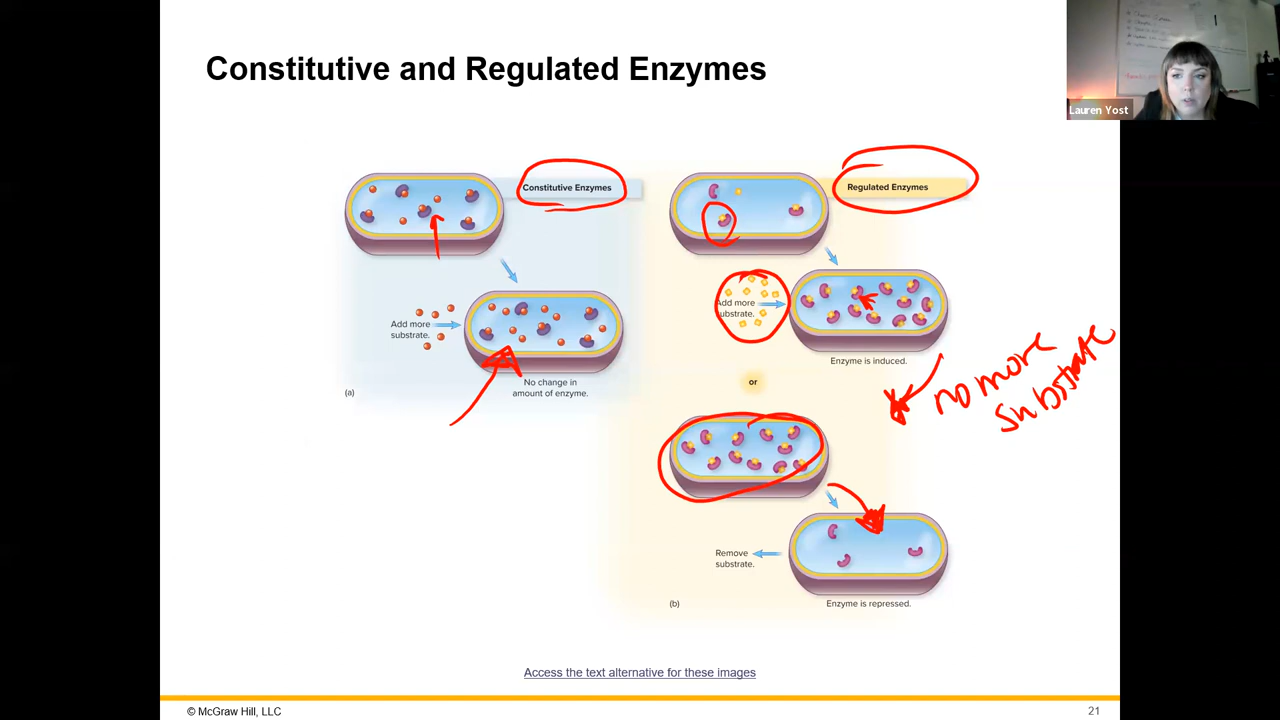 Constitutive and Regulated Enzymes
Lauren Yost
Constitutive Enzymes
Regulated Enzymes
Add more
substrate.
No change in
amount of enzyme.
(a)
Add more
substrate.
Enzyme is induced.
no more
substrate
or
Remove
substrate.
Enzyme is repressed.
(b)
Access the text alternative for these images
© McGraw Hill, LLC
21